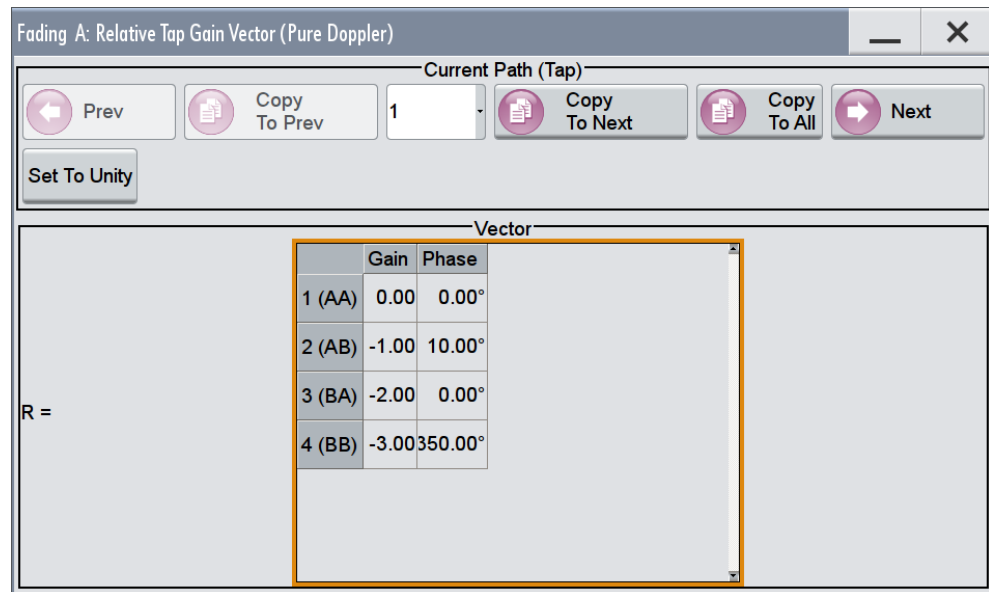 Fading A: Relative Tap Gain Vector (Pure Doppler)
Current Path (Tap)
Prev
Copy
To Prev
1
Copy
To Next
Copy
To All
Next
Set To Unity
Vector
Gain Phase
1 (AA) 0.00 0.00°
2 (AB) -1.00 10.00°
3 (BA) -2.00 0.00°
R =
4 (BB) -3.00 350.00°